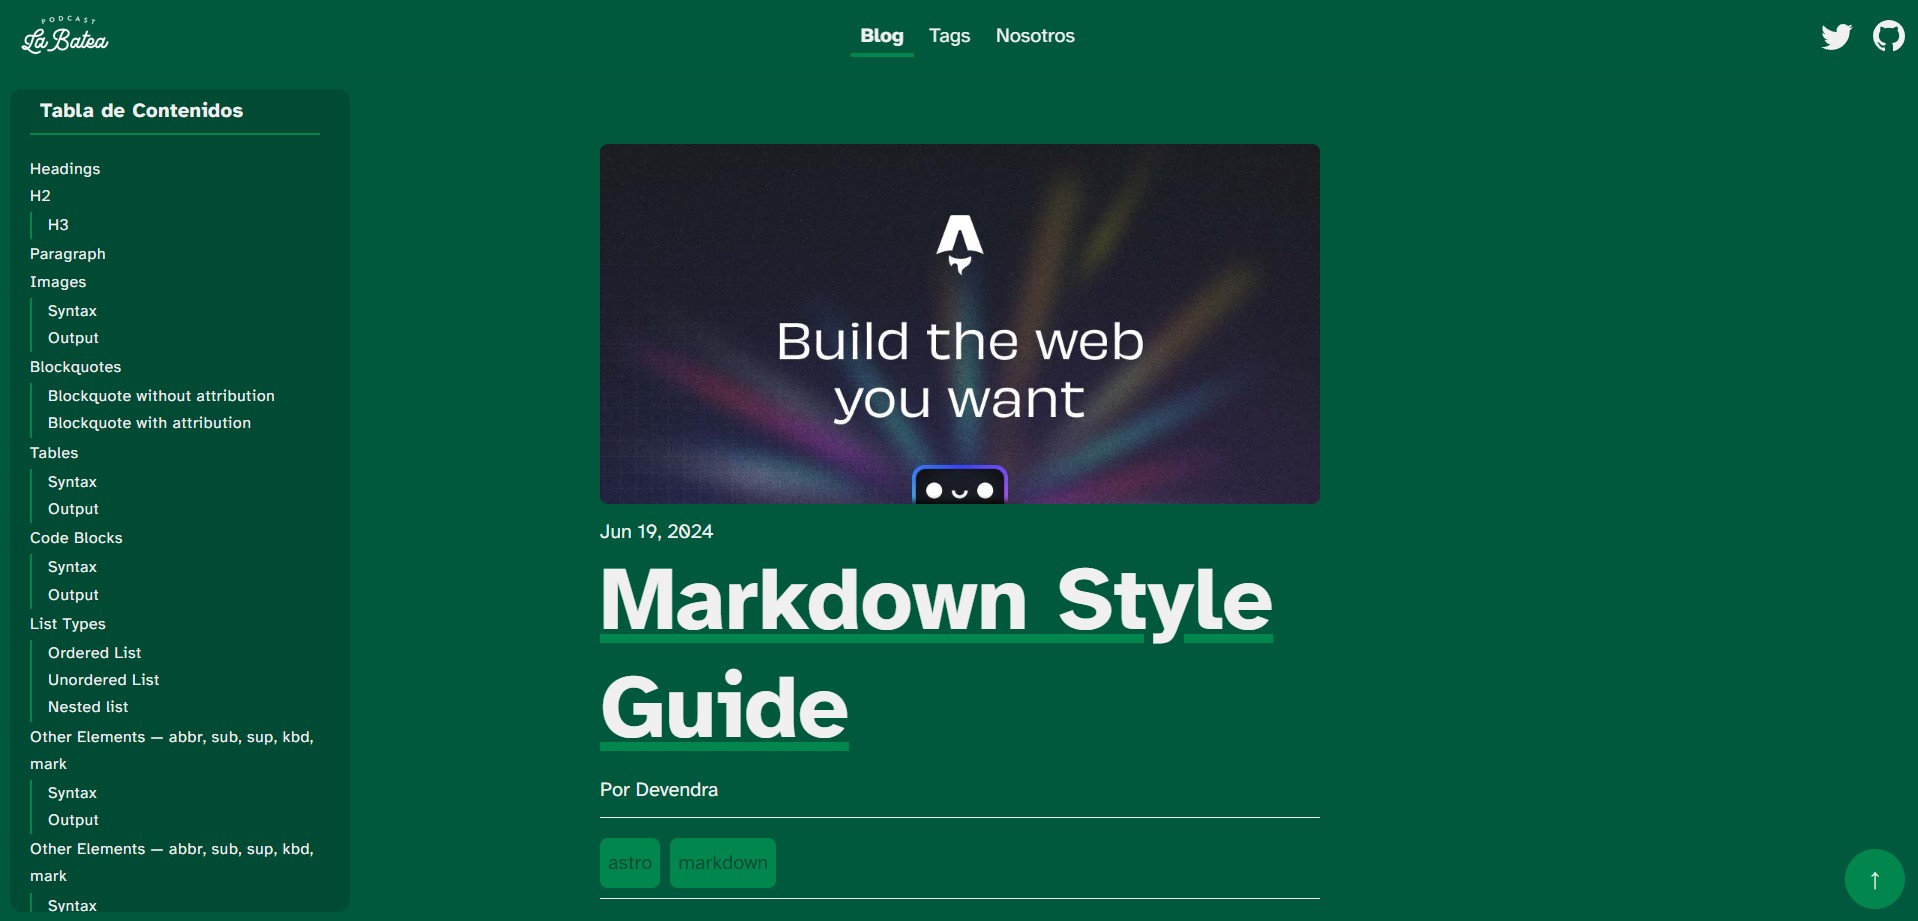 PODCAST
La Batea
Blog Tags Nosotros
Tabla de Contenidos
Headings
H2
H3
Paragraph
Images
Syntax
Output
Blockquotes
Blockquote without attribution
Blockquote with attribution
Tables
Syntax
Output
Code Blocks
Syntax
Output
List Types
Ordered List
Unordered List
Nested list
Other Elements — abbr, sub, sup, kbd,
mark
Syntax
Output
Other Elements — abbr, sub, sup, kbd,
mark
Syntax
Build the web
you want
Jun 19, 2024
Markdown Style
Guide
Por Devendra
astro markdown
↑